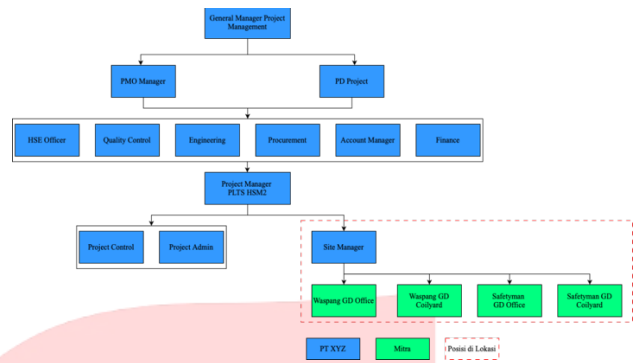 General Manager Project
Management
PMO Manager
PD Project
HSE Officer
Quality Control
Engineering
Procurement
Account Manager
Finance
Project Manager
PLTS HSM2
Project Control
Project Admin
Site Manager
Waspang GD Office
Waspang GD
Coilyard
Safetyman GD
Office
Safetyman GD
Coilyard
PT XYZ
Mitra
Posisi di Lokasi